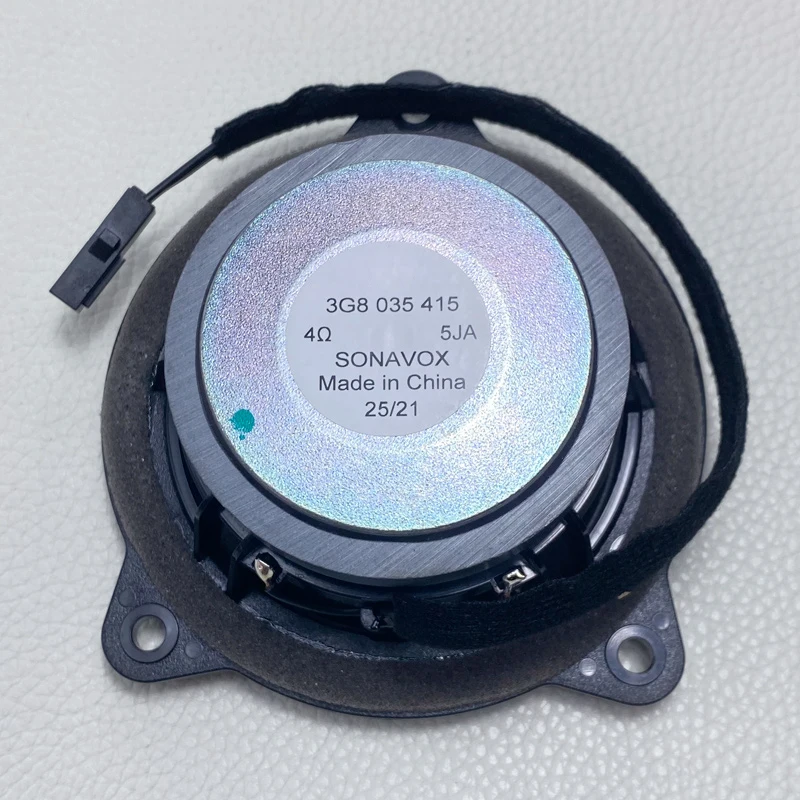 3G8 035 415
4Ω 5JA
SONAVOX
Made in China
25/21